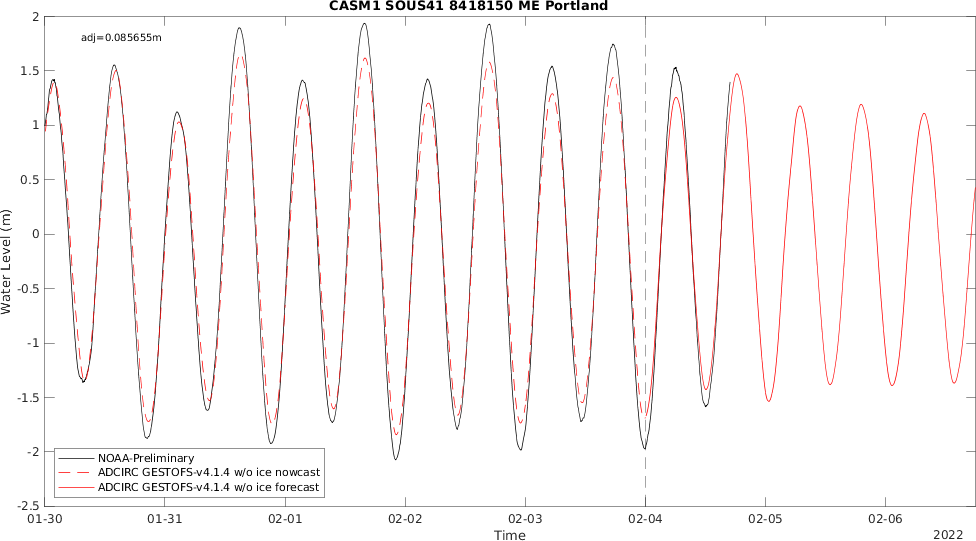 CASM1 SOUS41 8418150 ME Portland
adj=0.085655m
2
1.5
1
0.5
0
-0.5
-1
-1.5
-2
-2.5
Water Level (m)
NOAA-Preliminary
ADCIRC GESTOFS-v4.1.4 w/o ice nowcast
ADCIRC GESTOFS-v4.1.4 w/o ice forecast
01-30 01-31 02-01 02-02 02-03 02-04 02-05 02-06
Time
2022